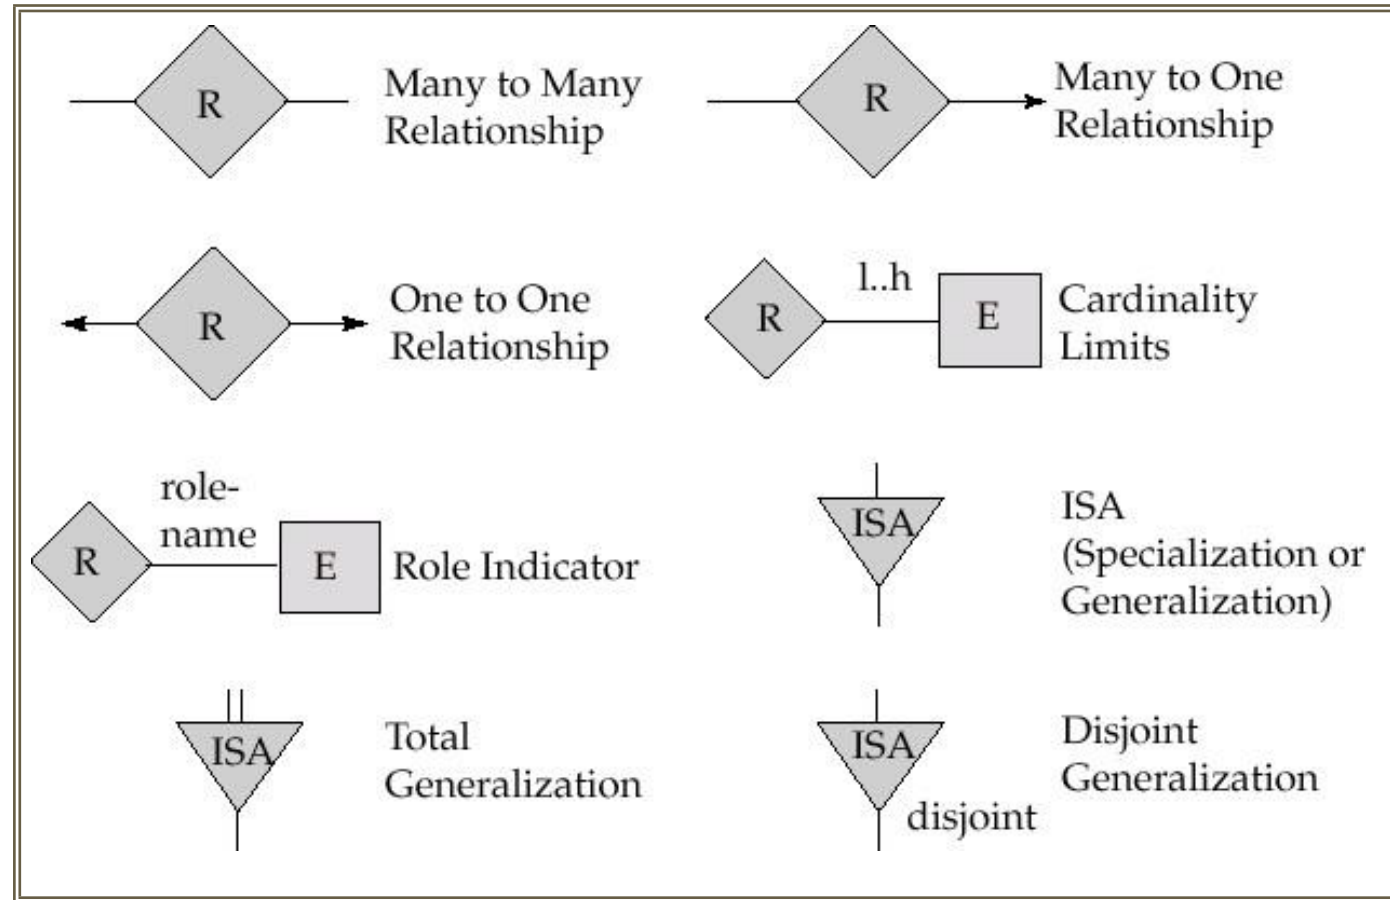 R
Many to Many
Relationship
R
Many to One
Relationship
R
One to One
Relationship
R
l..h
E
Cardinality
Limits
R
role-
name
E
Role Indicator
ISA
ISA
(Specialization or
Generalization)
ISA
Total
Generalization
ISA
disjoint
Disjoint
Generalization